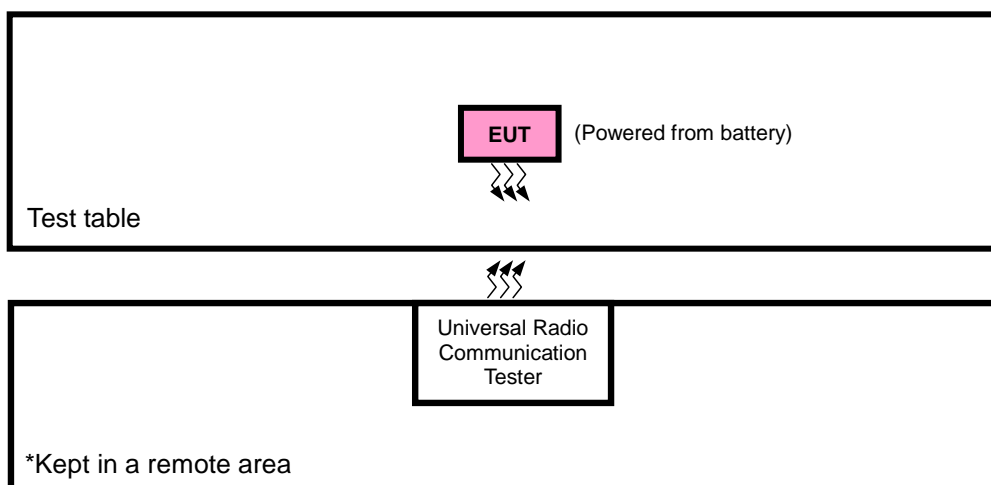 EUT
(Powered from battery)
Test table
Universal Radio
Communication
Tester
*Kept in a remote area